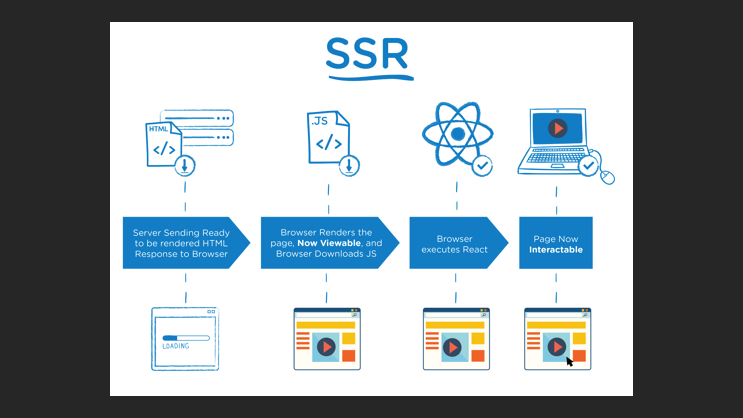 SSR
HTML
</>
.JS
</>
Server Sending Ready
to be rendered HTML
Response to Browser
Browser Renders the
page, Now Viewable, and
Browser Downloads JS
Browser
executes React
Page Now
Interactable
LOADING